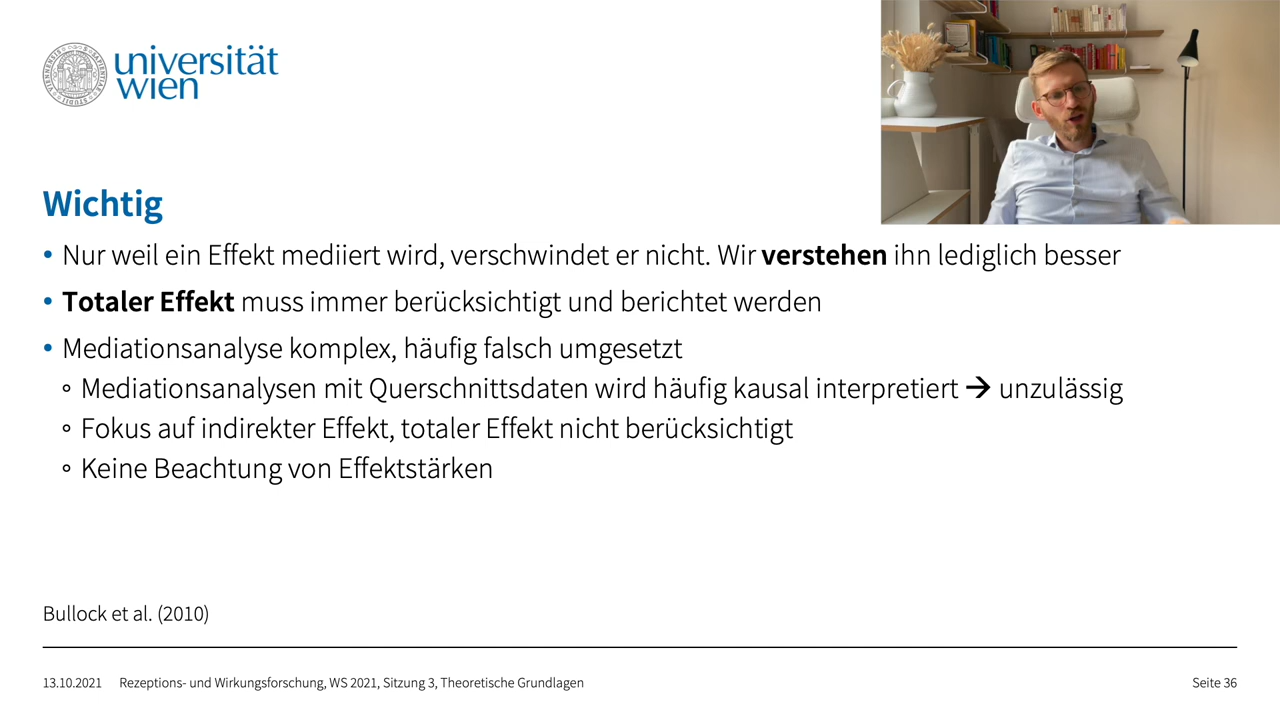 universität
wien
Wichtig
• Nur weil ein Effekt mediiert wird, verschwindet er nicht. Wir verstehen ihn lediglich besser
• Totaler Effekt muss immer berücksichtigt und berichtet werden
• Mediationsanalyse komplex, häufig falsch umgesetzt
◦ Mediationsanalysen mit Querschnittsdaten wird häufig kausal interpretiert → unzulässig
◦ Fokus auf indirekter Effekt, totaler Effekt nicht berücksichtigt
◦ Keine Beachtung von Effektstärken
Bullock et al. (2010)
13.10.2021 Rezeptions- und Wirkungsforschung, WS 2021, Sitzung 3, Theoretische Grundlagen Seite 36